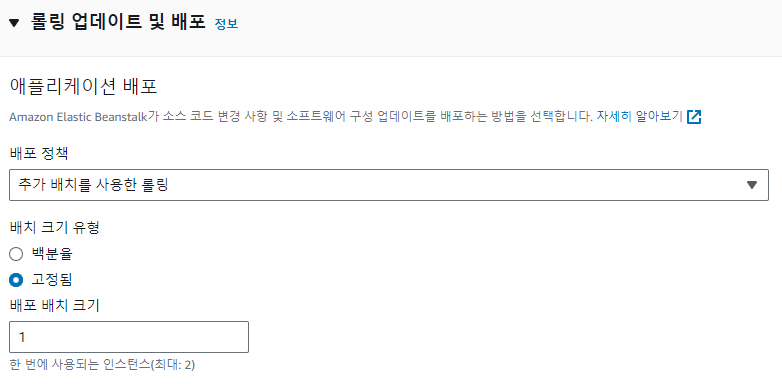 롤링 업데이트 및 배포 정보
애플리케이션 배포
Amazon Elastic Beanstalk가 소스 코드 변경 사항 및 소프트웨어 구성 업데이트를 배포하는 방법을 선택합니다. 자세히 알아보기
배포 정책
추가 배치를 사용한 롤링
배치 크기 유형
백분율
고정됨
배포 배치 크기
1
한 번에 사용되는 인스턴스(최대: 2)